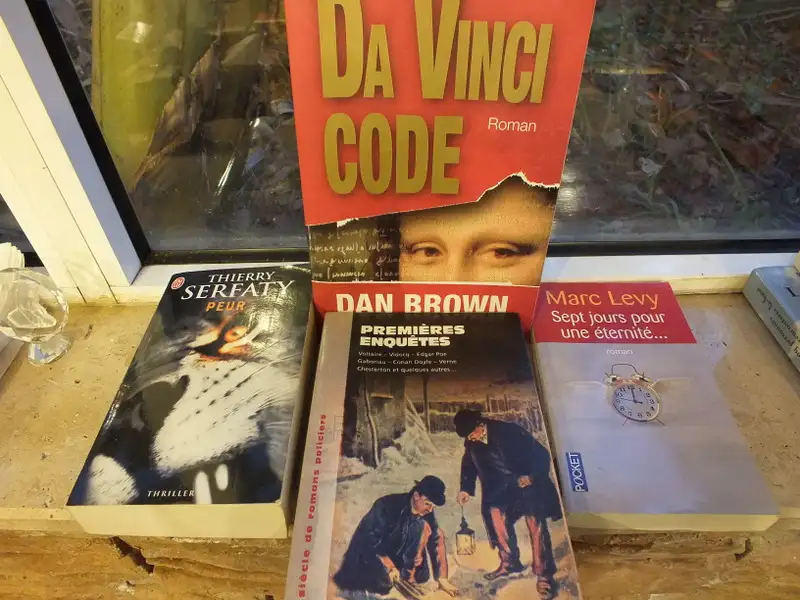 DA VINCI
CODE
Roman
DAN BROWN
THIERRY
SERFATY
PEUR
THRILLER
PREMIÈRES
ENQUÊTES
Voltaire – Vidocq – Edgar Poe
Gaboriau – Conan Doyle – Verne
Chesterton et quelques autres...
siècle de romans policiers
Marc Levy
Sept jours pour
une éternité...
roman
POCKET